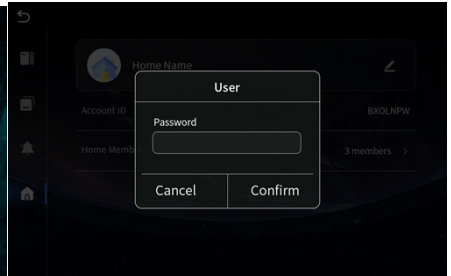 Home Name
Account ID
BXOLNPW
Home Memb
3 members
User
Password
Cancel
Confirm